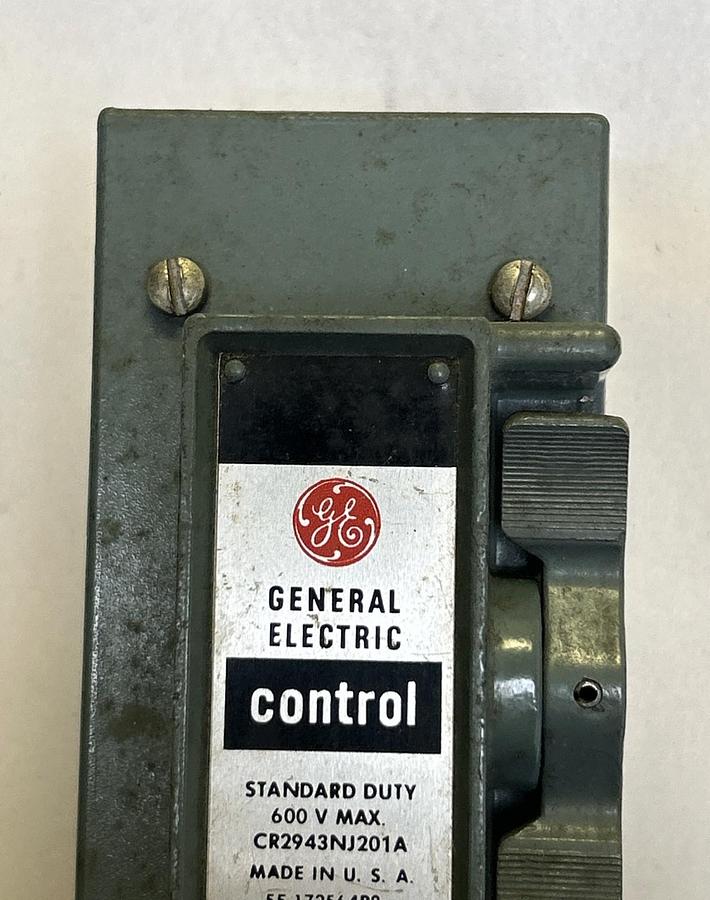 GE
GENERAL
ELECTRIC
control
STANDARD DUTY
600 V MAX.
CR2943NJ201A
MADE IN U. S. A.